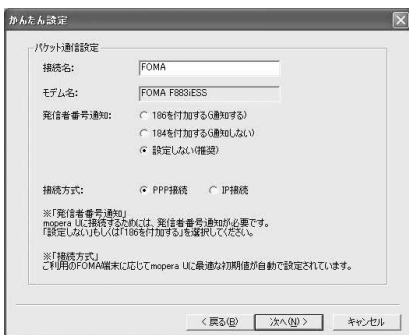 かんたん設定
パケット通信設定
接続名: FOMA
モデム名: FOMA F883iESS
発信者番号通知: 186を付加する(通知する)
184を付加する(通知しない)
設定しない(推奨)
接続方式: PPP接続 IP接続
※「発信者番号通知」
mopera Uに接続するためには、発信者番号通知が必要です。
「設定しない」もしくは「186を付加する」を選択してください。
※「接続方式」
ご利用のFOMA端末に応じてmopera Uに最適な初期値が自動で設定されています。
< 戻る(B) 次へ(N) > キャンセル